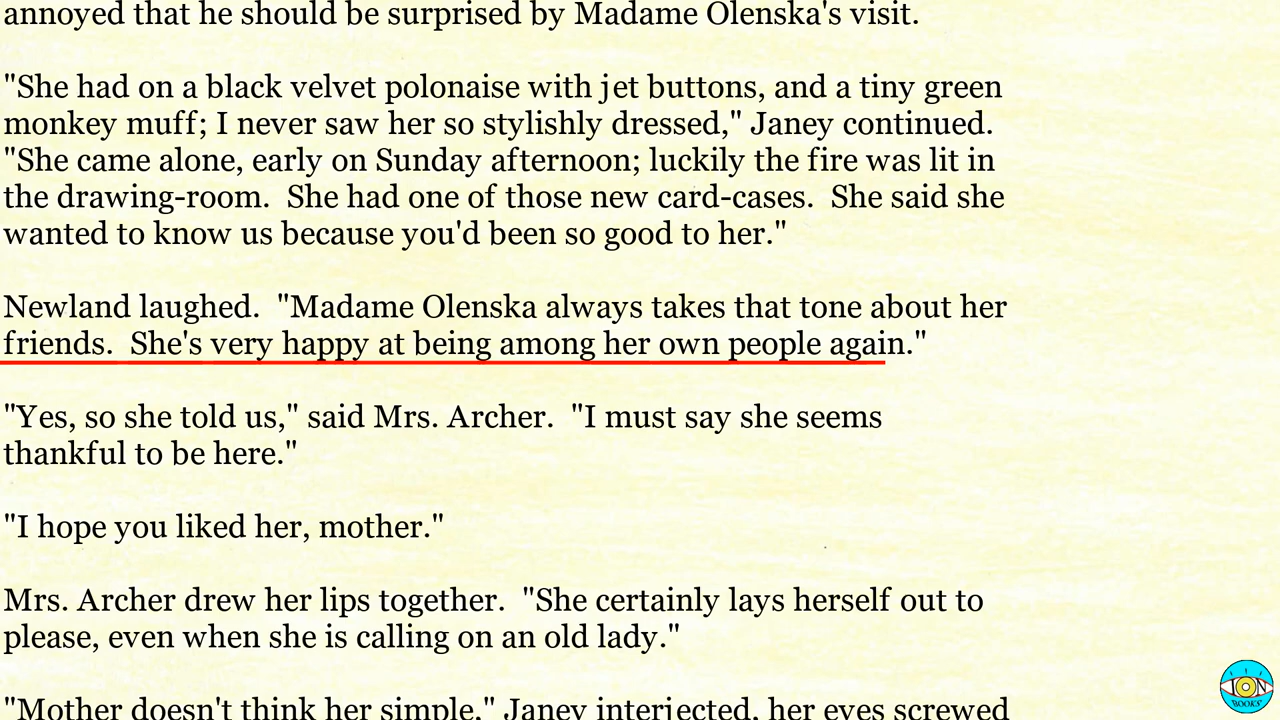 annoyed that he should be surprised by Madame Olenska's visit.
"She had on a black velvet polonaise with jet buttons, and a tiny green
monkey muff; I never saw her so stylishly dressed," Janey continued.
"She came alone, early on Sunday afternoon; luckily the fire was lit in
the drawing-room.  She had one of those new card-cases.  She said she
wanted to know us because you'd been so good to her."
Newland laughed.  "Madame Olenska always takes that tone about her
friends.  She's very happy at being among her own people again."
"Yes, so she told us," said Mrs. Archer.  "I must say she seems
thankful to be here."
"I hope you liked her, mother."
Mrs. Archer drew her lips together.  "She certainly lays herself out to
please, even when she is calling on an old lady."
"Mother doesn't think her simple," Janey interjected, her eyes screwed
ION
BOOKS